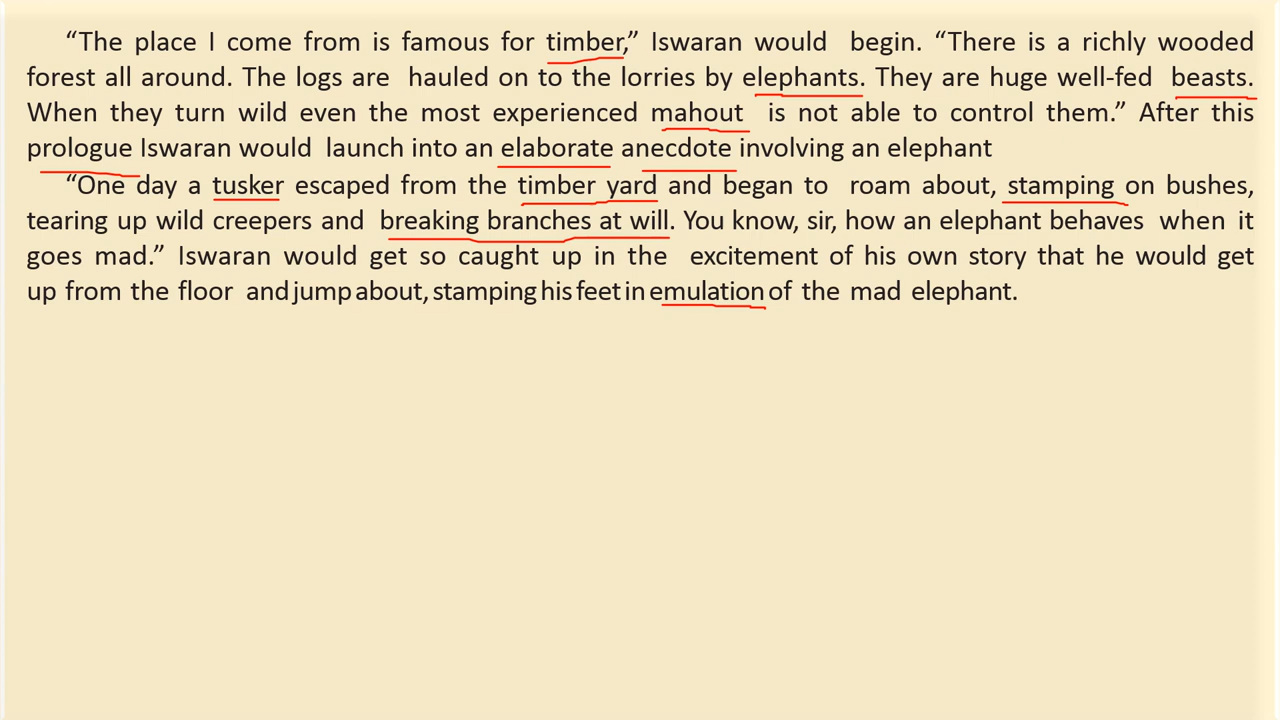 “The place I come from is famous for timber,” Iswaran would begin. “There is a richly wooded
forest all around. The logs are hauled on to the lorries by elephants. They are huge well-fed beasts.
When they turn wild even the most experienced mahout is not able to control them.” After this
prologue Iswaran would launch into an elaborate anecdote involving an elephant
“One day a tusker escaped from the timber yard and began to roam about, stamping on bushes,
tearing up wild creepers and breaking branches at will. You know, sir, how an elephant behaves when it
goes mad.” Iswaran would get so caught up in the excitement of his own story that he would get
up from the floor and jump about, stamping his feet in emulation of the mad elephant.